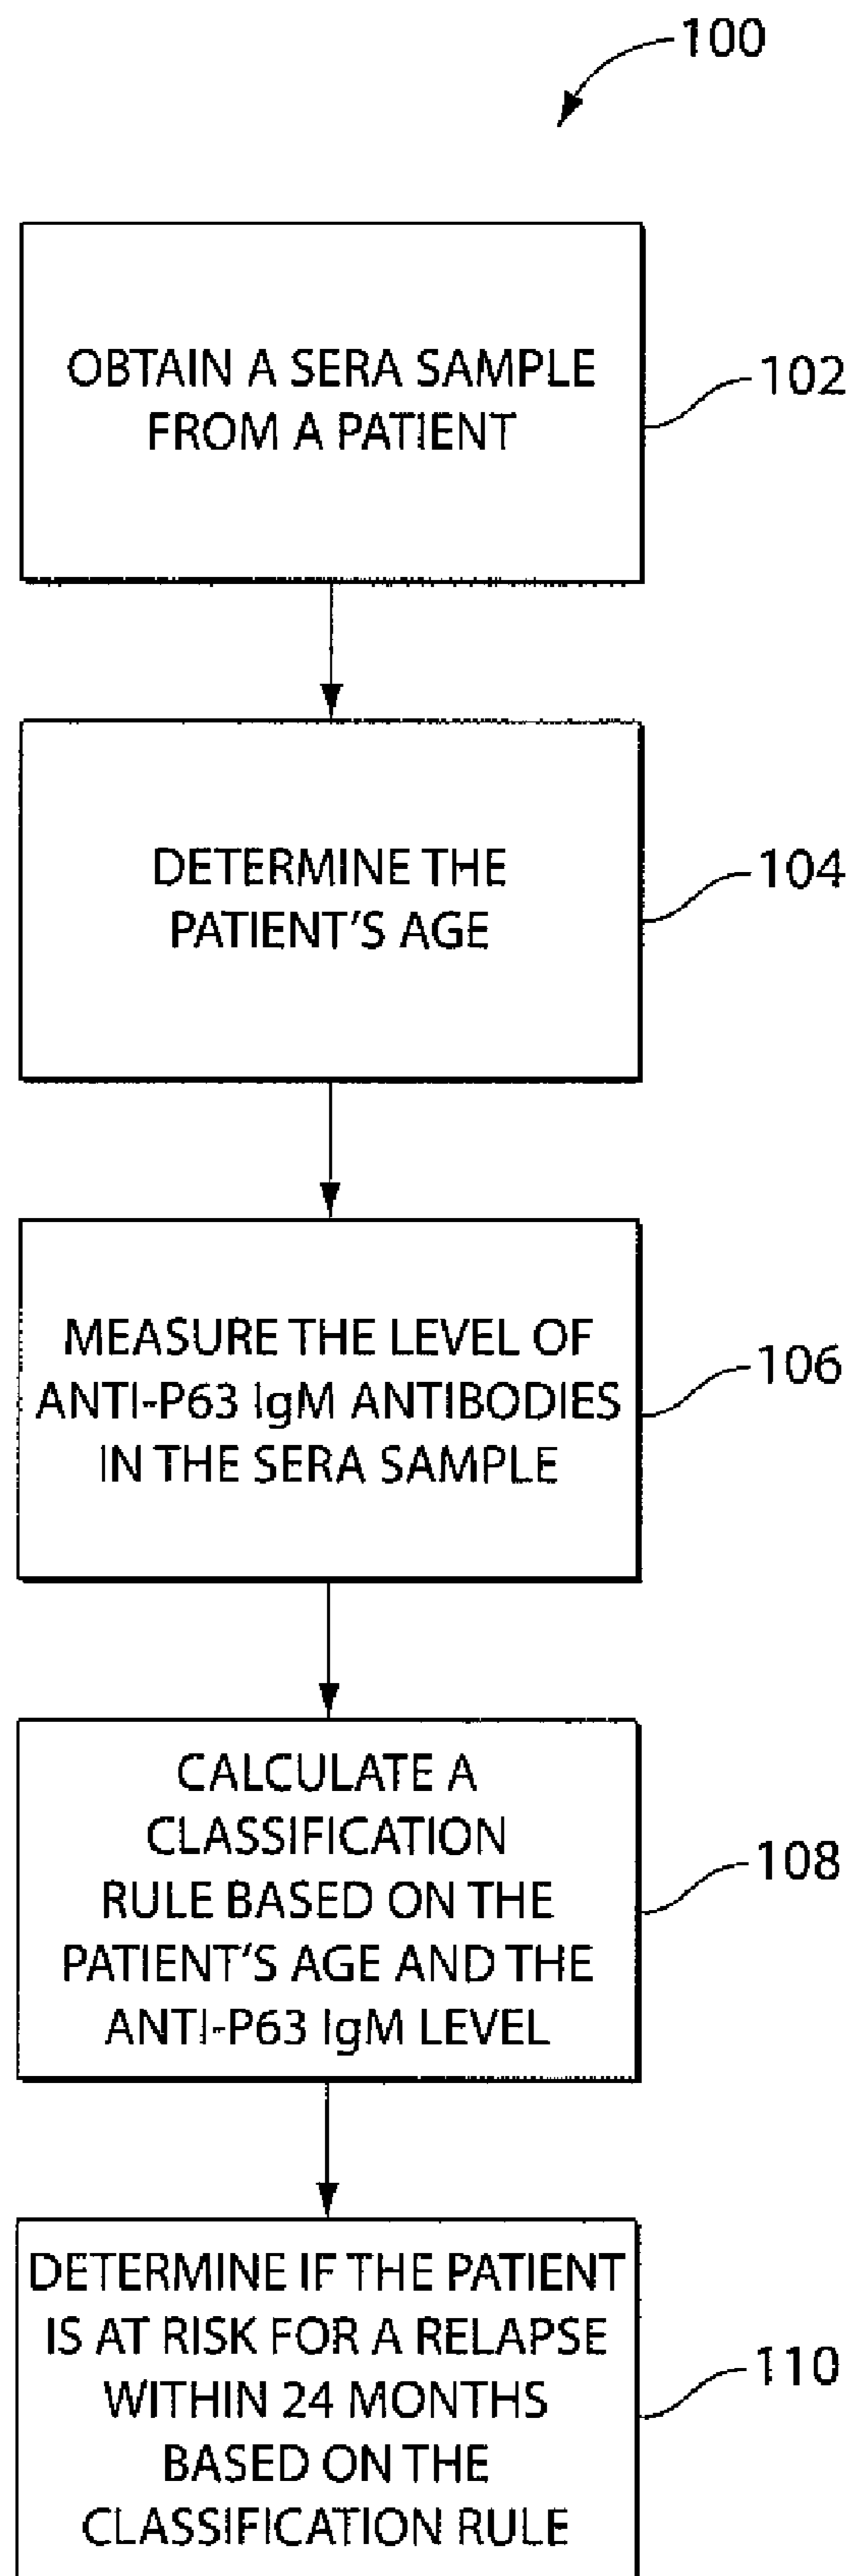 100
OBTAIN A SERA SAMPLE
FROM A PATIENT
102
DETERMINE THE
PATIENT'S AGE
104
MEASURE THE LEVEL OF
ANTI-P63 IgM ANTIBODIES
IN THE SERA SAMPLE
106
CALCULATE A
CLASSIFICATION
RULE BASED ON THE
PATIENT'S AGE AND THE
ANTI-P63 IgM LEVEL
108
DETERMINE IF THE PATIENT
IS AT RISK FOR A RELAPSE
WITHIN 24 MONTHS
BASED ON THE
CLASSIFICATION RULE
110